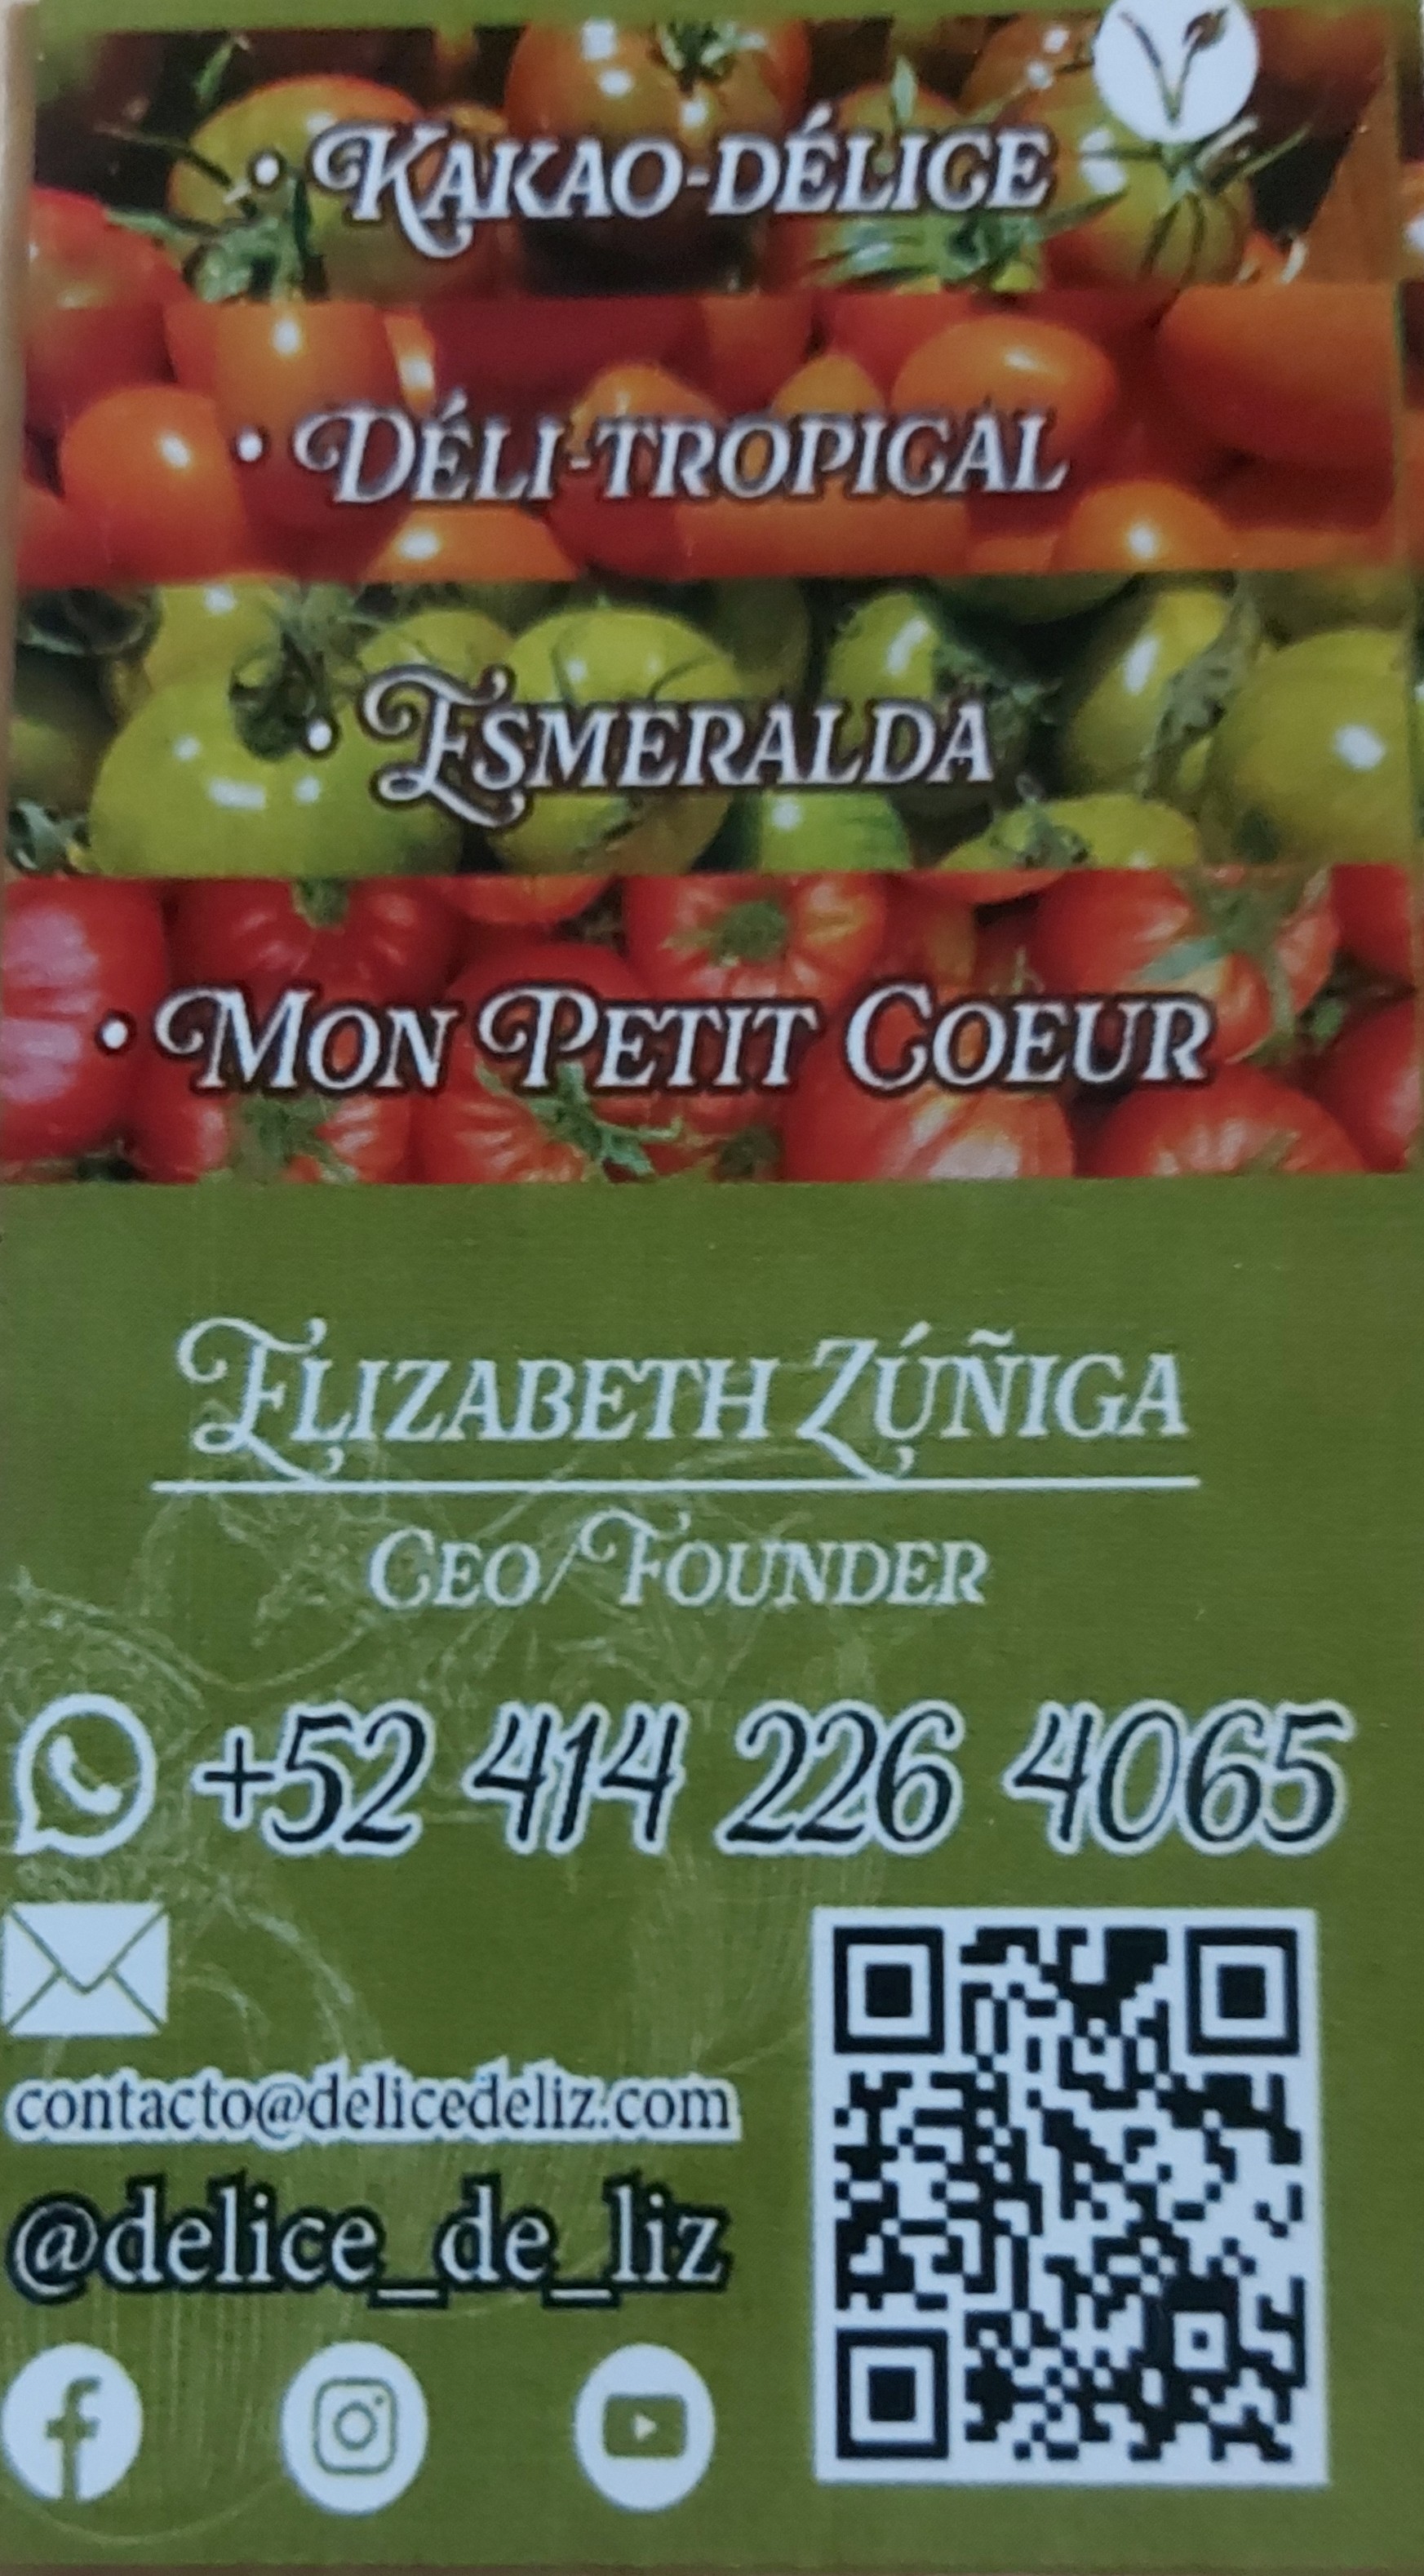 • KAKAO-DÉLICE
• DÉLI-TROPICAL
• ESMERALDA
• MON PETIT COEUR
ELIZABETH ZÚÑIGA
CEO/FOUNDER
+52 414 226 4065
contacto@delicedeliz.com
@delice_de_liz